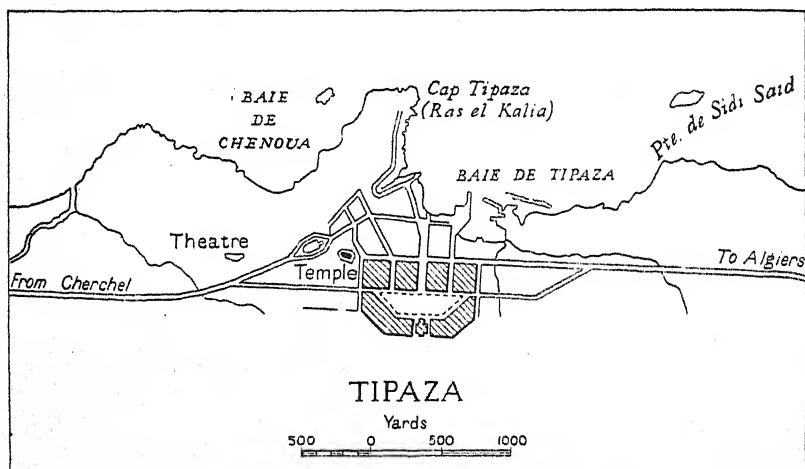 BAIE
DE
CHENOUA
Cap Tipaza
(Ras el Kalia)
Pte. de Sidi Said
BAIE DE TIPAZA
Theatre
Temple
To Algiers
From Cherchel
TIPAZA
Yards
500 0 500 1000